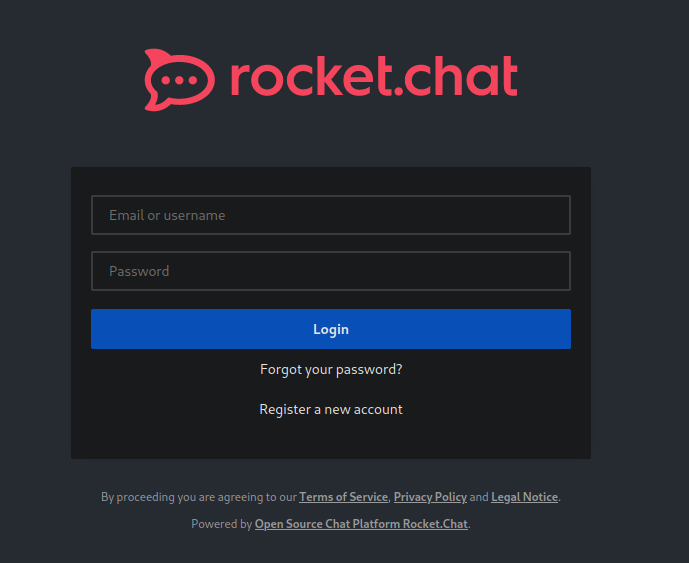 rocket.chat
Email or username
Password
Login
Forgot your password?
Register a new account
By proceeding you are agreeing to our Terms of Service, Privacy Policy and Legal Notice.
Powered by Open Source Chat Platform Rocket.Chat.